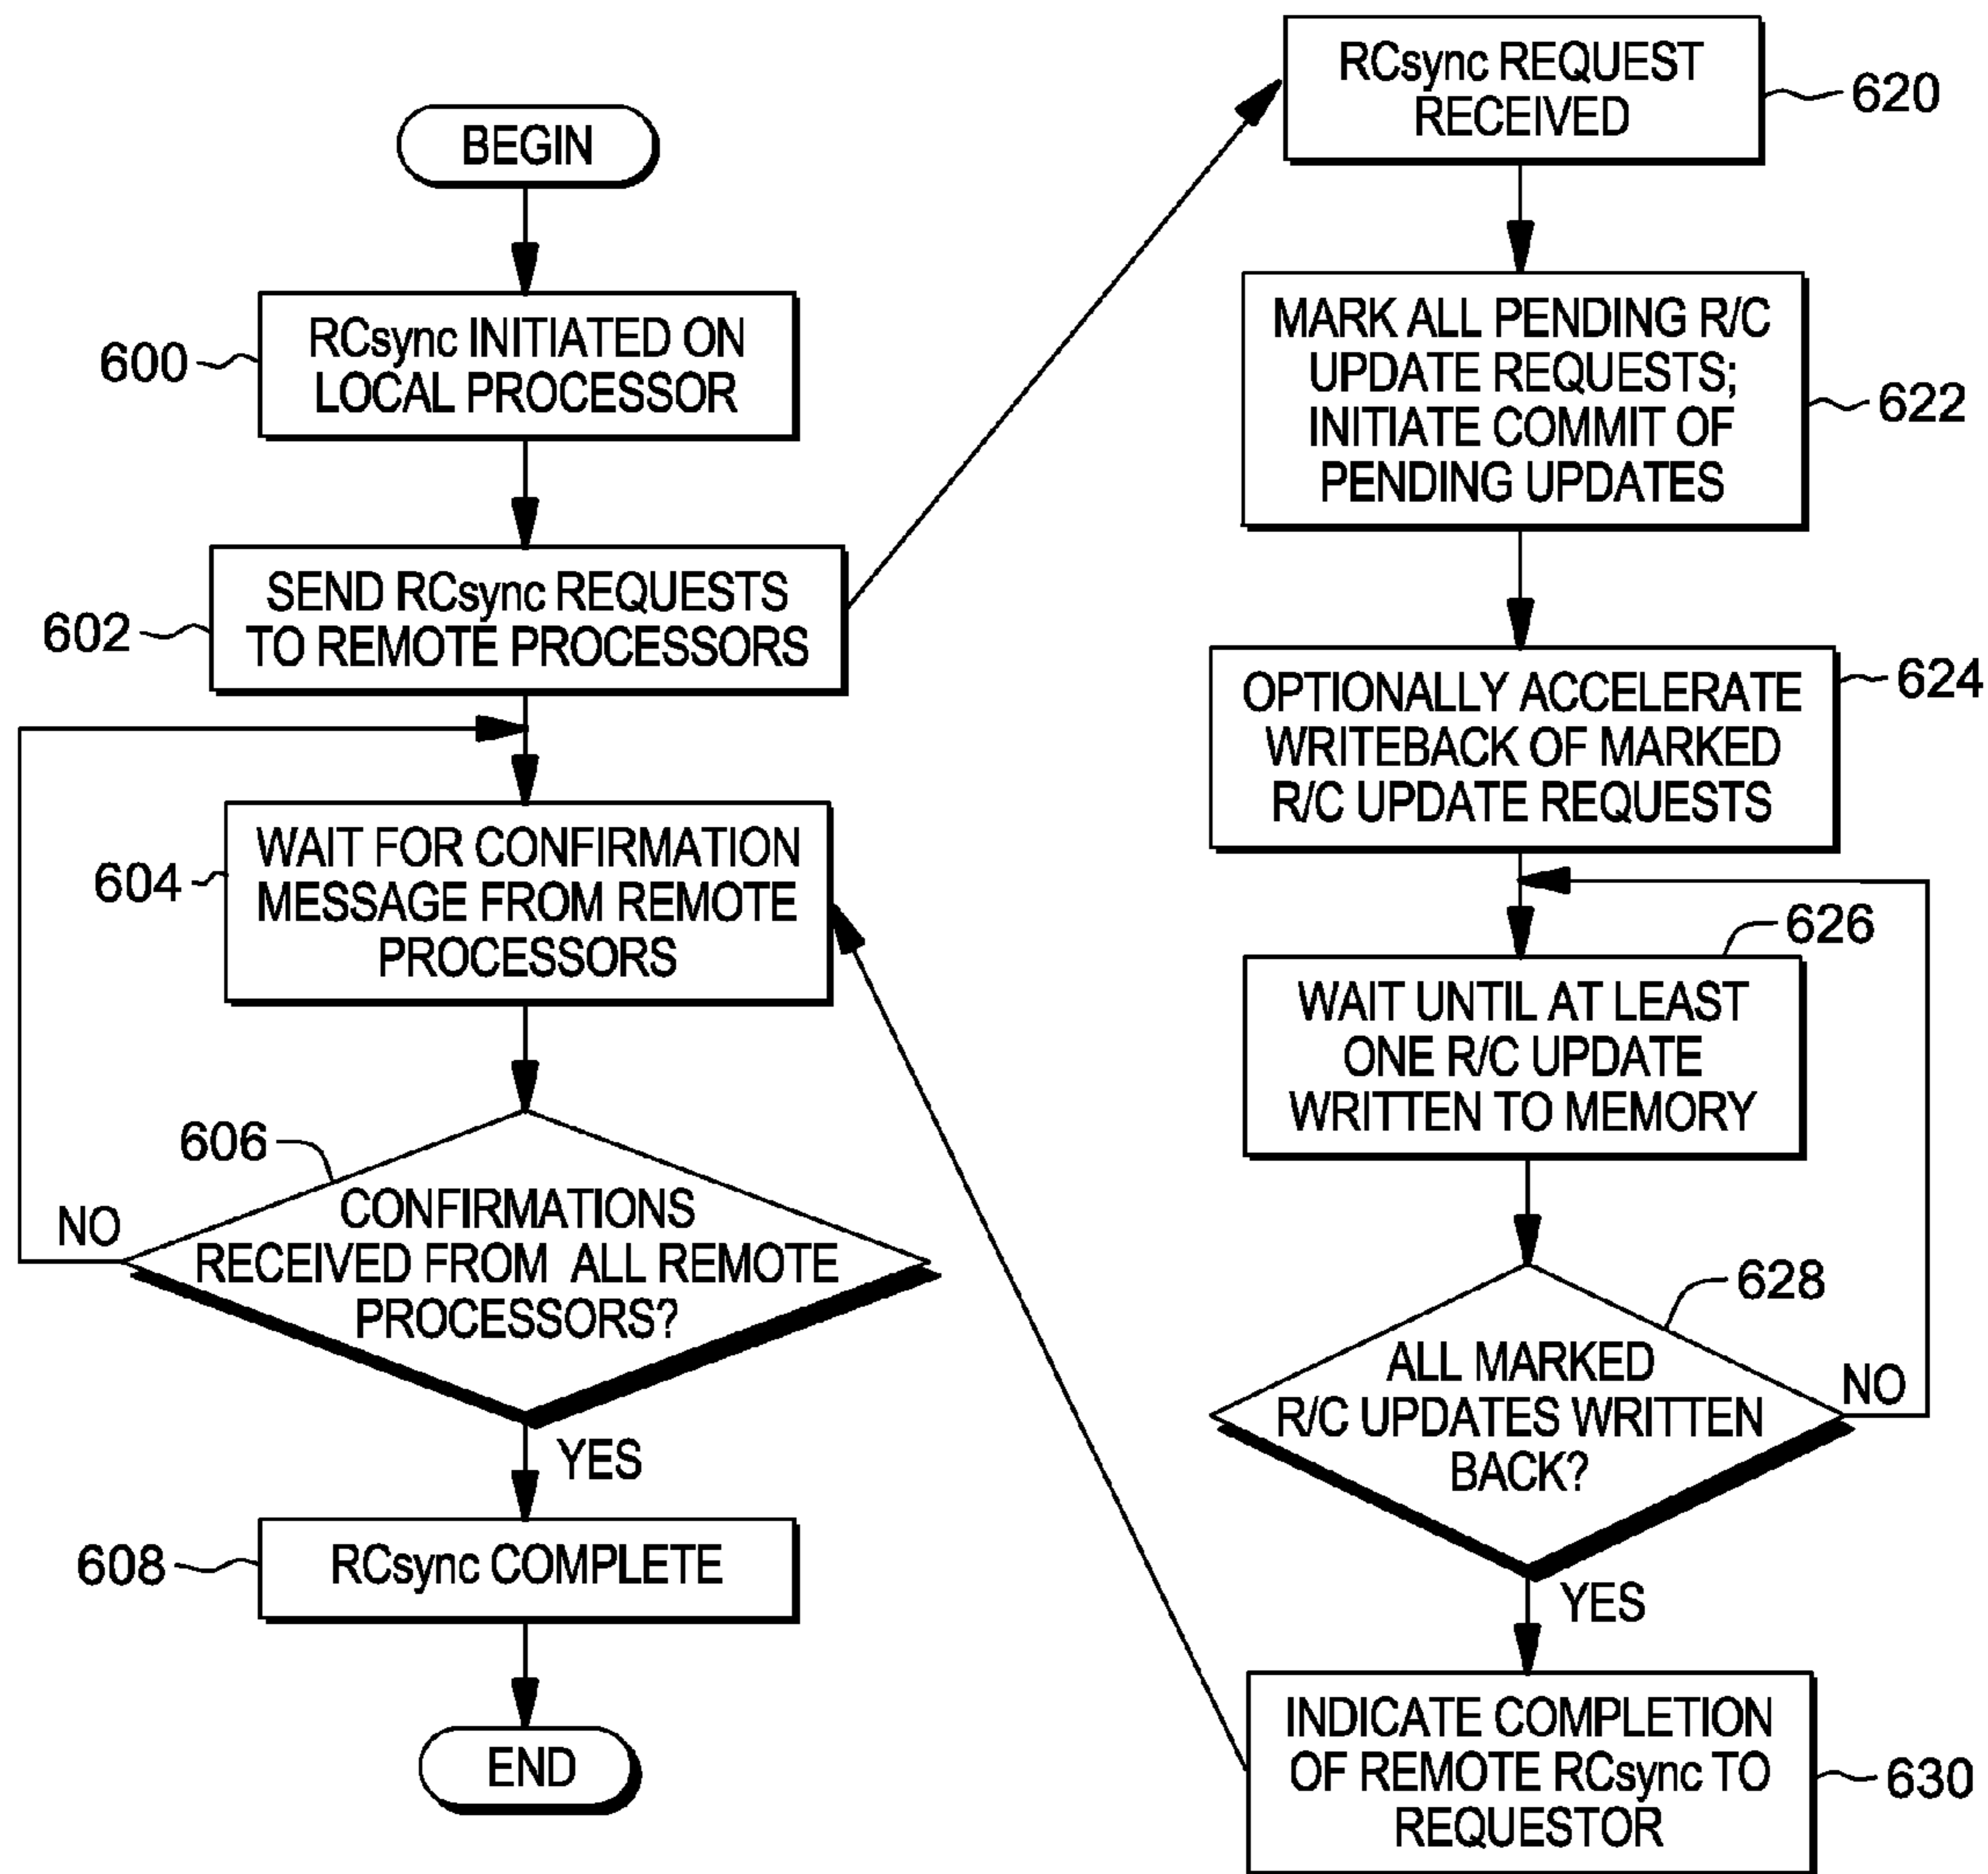 BEGIN
600
RCsync INITIATED ON
LOCAL PROCESSOR
602
SEND RCsync REQUESTS
TO REMOTE PROCESSORS
604
WAIT FOR CONFIRMATION
MESSAGE FROM REMOTE
PROCESSORS
606
NO
CONFIRMATIONS
RECEIVED FROM ALL REMOTE
PROCESSORS?
YES
608
RCsync COMPLETE
END
RCsync REQUEST
RECEIVED
620
MARK ALL PENDING R/C
UPDATE REQUESTS;
INITIATE COMMIT OF
PENDING UPDATES
622
OPTIONALLY ACCELERATE
WRITEBACK OF MARKED
R/C UPDATE REQUESTS
624
626
WAIT UNTIL AT LEAST
ONE R/C UPDATE
WRITTEN TO MEMORY
628
ALL MARKED
R/C UPDATES WRITTEN
BACK?
NO
YES
INDICATE COMPLETION
OF REMOTE RCsync TO
REQUESTOR
630